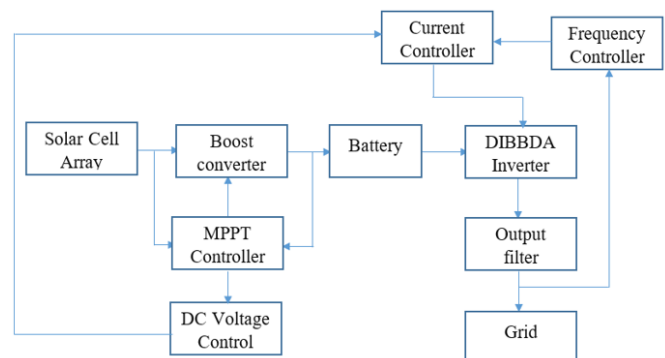 Current
Controller
Frequency
Controller
Solar Cell
Array
Boost
converter
Battery
DIBBDA
Inverter
MPPT
Controller
Output
filter
DC Voltage
Control
Grid